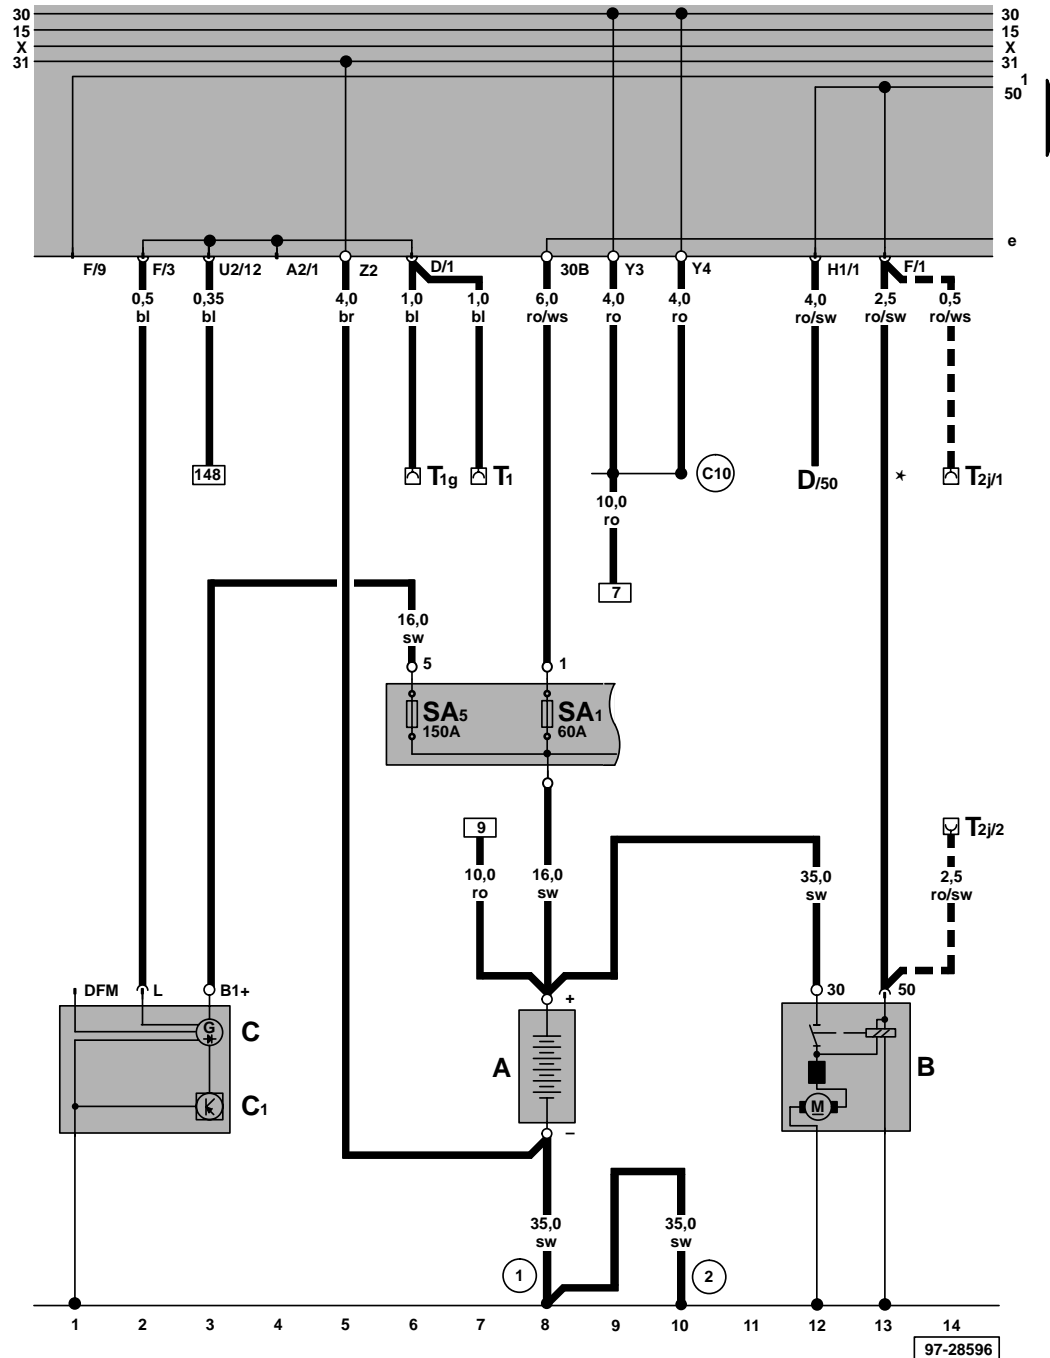 30 30
15 15
X X
31 31
1
50
e
F/9 F/3 U2/12 A2/1 Z2 D/1 30B Y3 Y4 H1/1 F/1
0,5 0,35 4,0 1,0 1,0 6,0 4,0 4,0 4,0 2,5 0,5
bl bl br bl bl ro/ws ro ro ro/sw ro/sw ro/ws
148 T1g T1 C10 D/50 * T2j/1
10,0
ro
7
16,0
sw
5 1
SA5 SA1
150A 60A
9 T2j/2
10,0 16,0 35,0 2,5
ro sw sw ro/sw
DFM L B1+ + 30 50
G C A B
C1 M
–
35,0 35,0
sw sw
1 2
1 2 3 4 5 6 7 8 9 10 11 12 13 14
97-28596